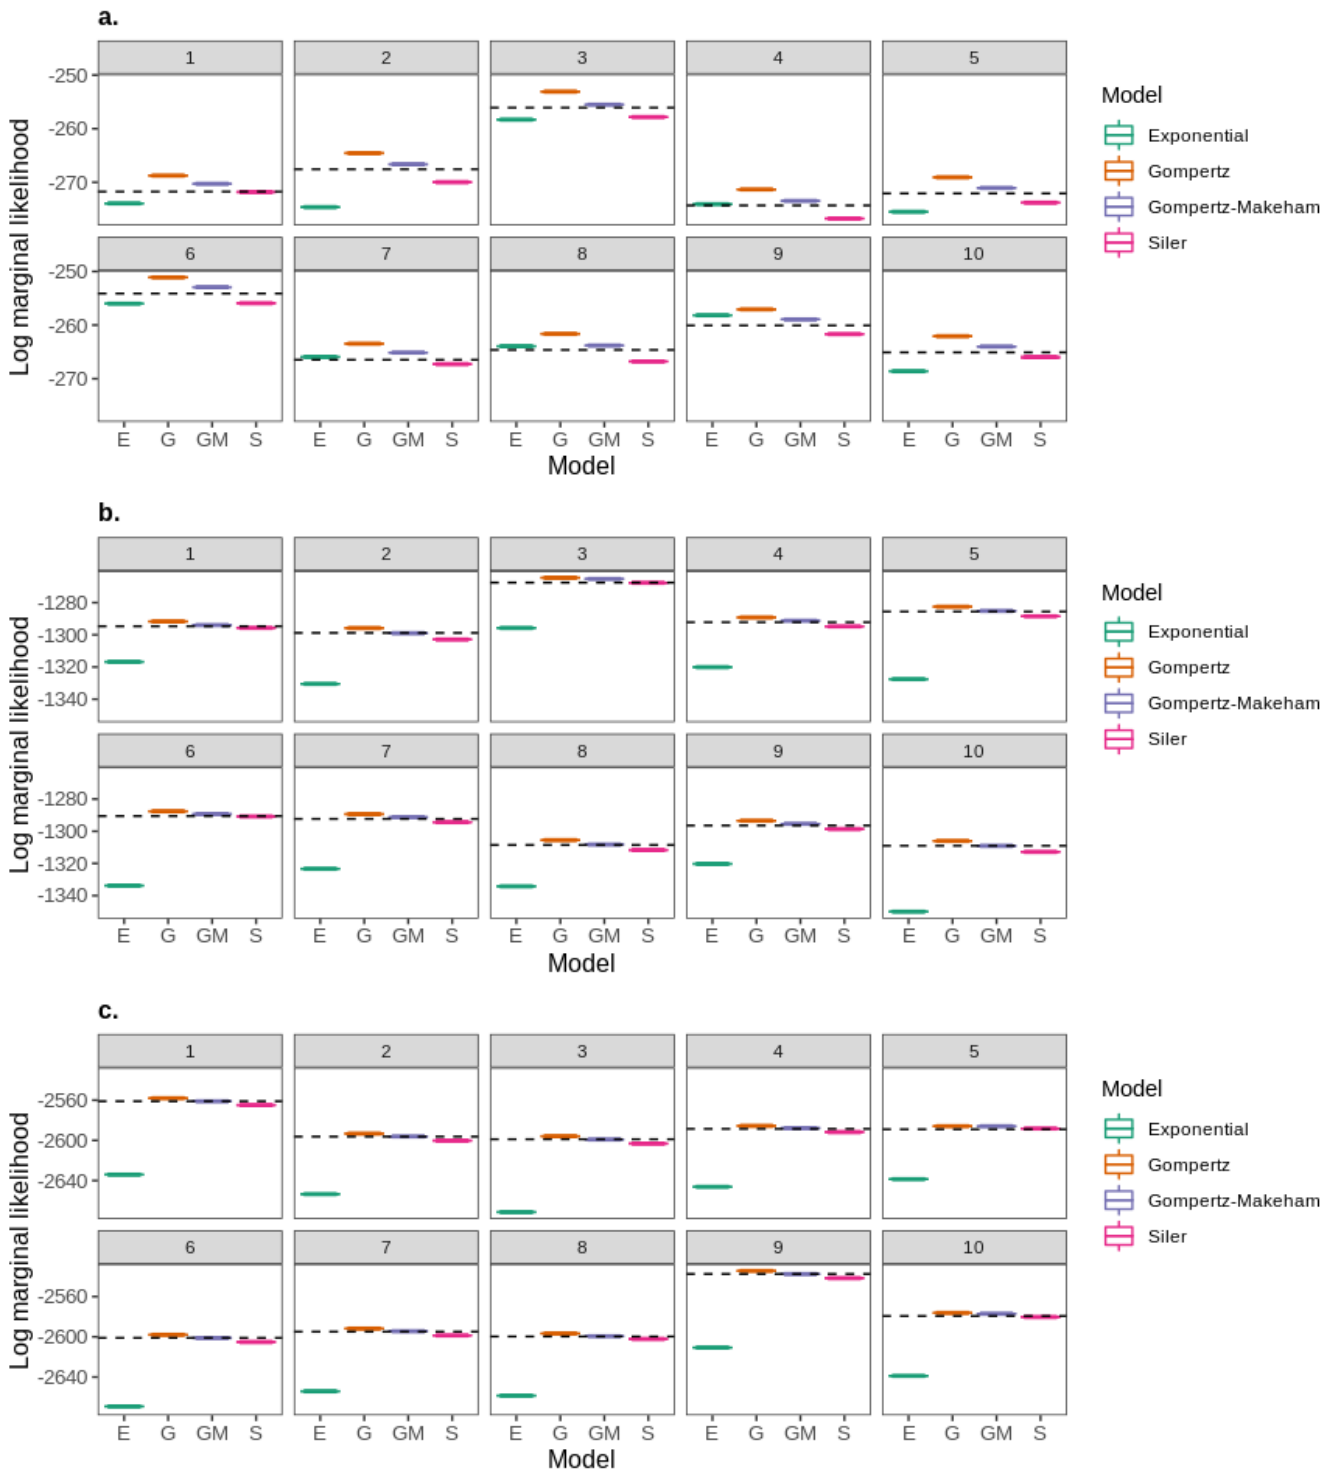 a.
1 2 3 4 5
-250
-260
-270
6 7 8 9 10
-250
-260
-270
Log marginal likelihood
E G GM S E G GM S E G GM S E G GM S E G GM S
Model
Model
Exponential
Gompertz
Gompertz-Makeham
Siler
b.
1 2 3 4 5
-1280
-1300
-1320
-1340
6 7 8 9 10
-1280
-1300
-1320
-1340
Log marginal likelihood
E G GM S E G GM S E G GM S E G GM S E G GM S
Model
Model
Exponential
Gompertz
Gompertz-Makeham
Siler
c.
1 2 3 4 5
-2560
-2600
-2640
6 7 8 9 10
-2560
-2600
-2640
Log marginal likelihood
E G GM S E G GM S E G GM S E G GM S E G GM S
Model
Model
Exponential
Gompertz
Gompertz-Makeham
Siler